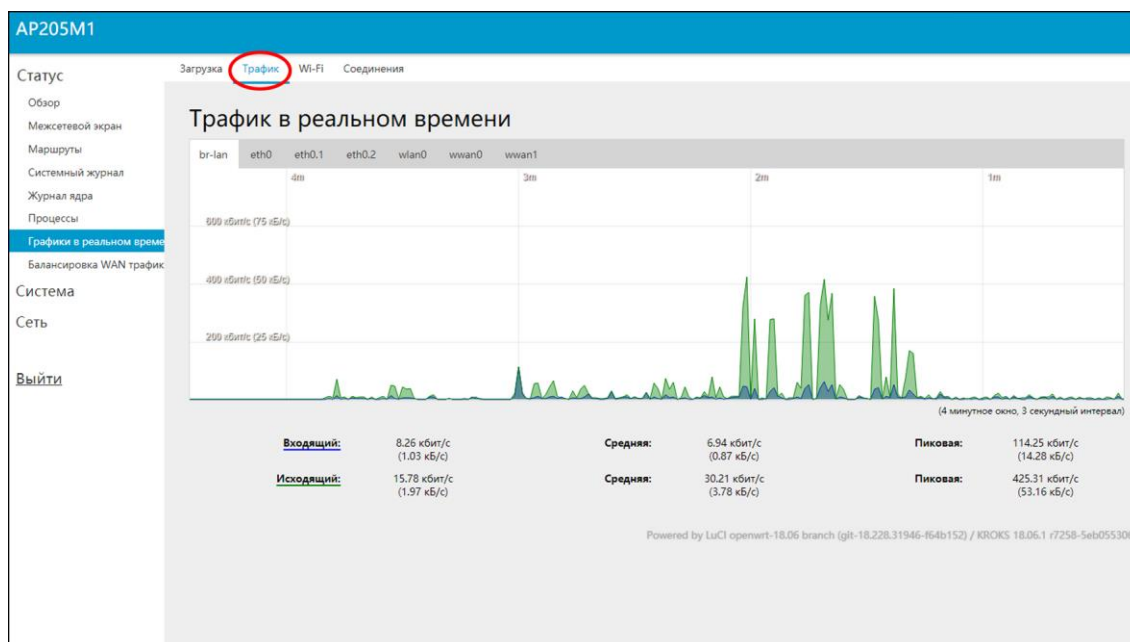 AP205M1
Статус
Обзор
Межсетевой экран
Маршруты
Системный журнал
Журнал ядра
Процессы
Графики в реальном време
Балансировка WAN трафик
Система
Сеть
Выйти
Загрузка Трафик Wi-Fi Соединения
Трафик в реальном времени
br-lan eth0 eth0.1 eth0.2 wlan0 wwan0 wwan1
4m 3m 2m 1m
600 кбит/с (75 кБ/с)
400 кбит/с (50 кБ/с)
200 кбит/с (25 кБ/с)
(4 минутное окно, 3 секундный интервал)
Входящий: 8.26 кбит/с Средняя: 6.94 кбит/с Пиковая: 114.25 кбит/с
(1.03 кБ/с) (0.87 кБ/с) (14.28 кБ/с)
Исходящий: 15.78 кбит/с Средняя: 30.21 кбит/с Пиковая: 425.31 кбит/с
(1.97 кБ/с) (3.78 кБ/с) (53.16 кБ/с)
Powered by LuCI openwrt-18.06 branch (git-18.228.31946-f64b152) / KROKS 18.06.1 r7258-5eb055306